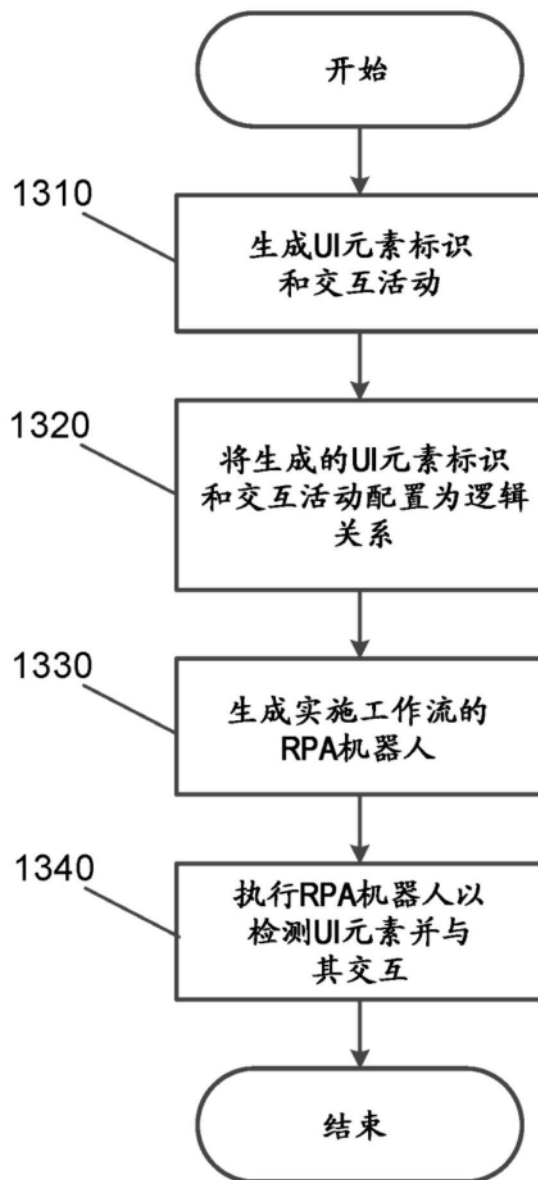 开始
1310
生成UI元素标识
和交互活动
1320
将生成的UI元素标识
和交互活动配置为逻辑
关系
1330
生成实施工作流的
RPA机器人
1340
执行RPA机器人以
检测UI元素并与
其交互
结束